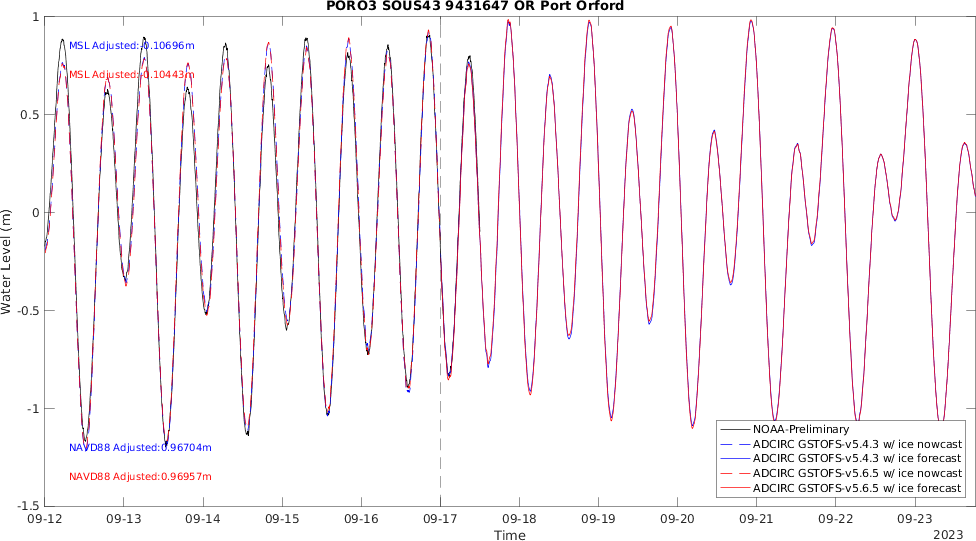 PORO3 SOUS43 9431647 OR Port Orford
MSL Adjusted:-0.10696m
MSL Adjusted:-0.10443m
NAVD88 Adjusted:0.96704m
NAVD88 Adjusted:0.96957m
1
0.5
0
-0.5
-1
-1.5
Water Level (m)
NOAA-Preliminary
ADCIRC GSTOFS-v5.4.3 w/ ice nowcast
ADCIRC GSTOFS-v5.4.3 w/ ice forecast
ADCIRC GSTOFS-v5.6.5 w/ ice nowcast
ADCIRC GSTOFS-v5.6.5 w/ ice forecast
09-12 09-13 09-14 09-15 09-16 09-17 09-18 09-19 09-20 09-21 09-22 09-23
Time
2023